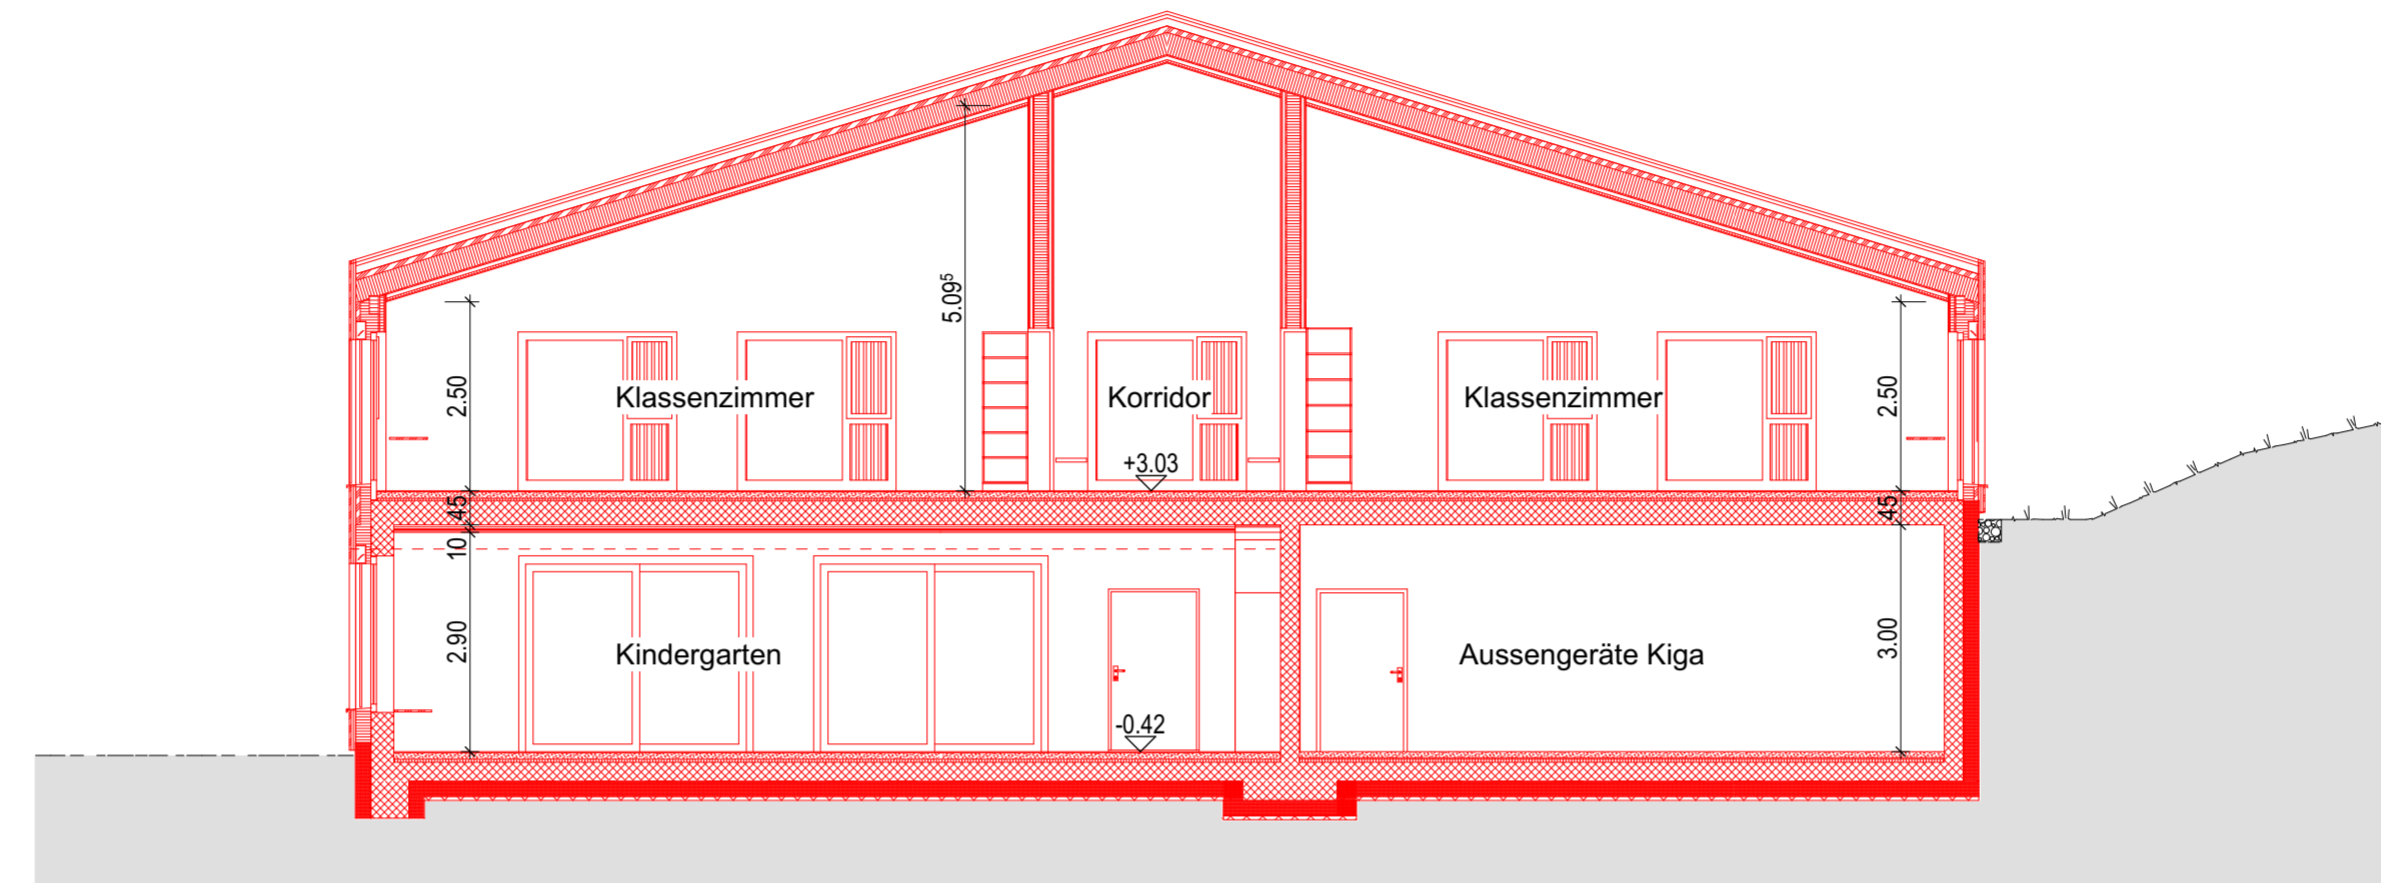 5.09⁵
2.50
Klassenzimmer
Korridor
Klassenzimmer
2.50
+3.03
45
45
10
2.90
Kindergarten
Aussengeräte Kiga
3.00
-0.42